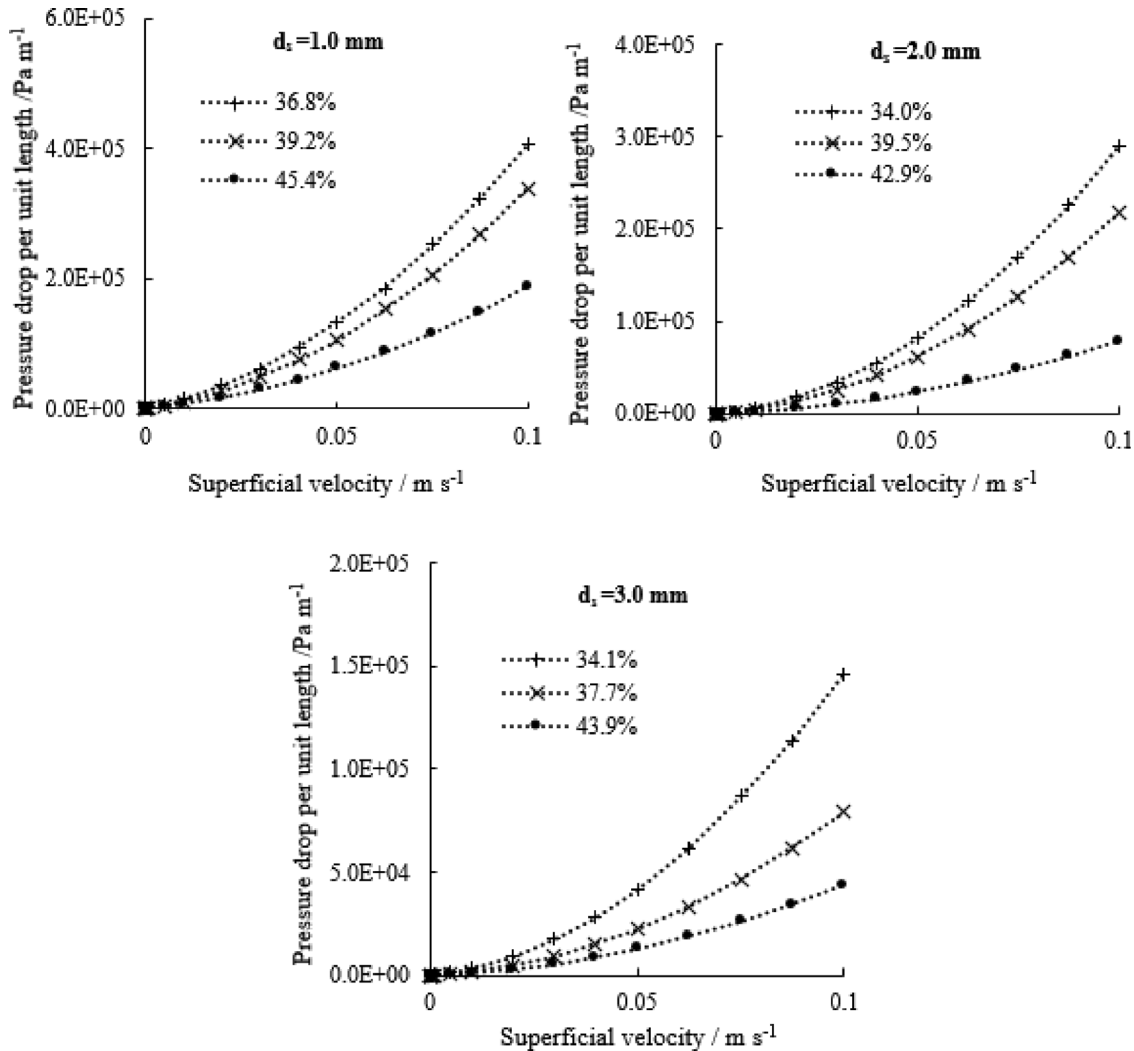 Pressure drop per unit length /Pa m⁻¹
6.0E+05
4.0E+05
2.0E+05
0.0E+00
dₛ =1.0 mm
36.8%
39.2%
45.4%
0
0.05
0.1
Superficial velocity / m s⁻¹
Pressure drop per unit length /Pa m⁻¹
4.0E+05
3.0E+05
2.0E+05
1.0E+05
0.0E+00
dₛ =2.0 mm
34.0%
39.5%
42.9%
0
0.05
0.1
Superficial velocity / m s⁻¹
Pressure drop per unit length /Pa m⁻¹
2.0E+05
1.5E+05
1.0E+05
5.0E+04
0.0E+00
dₛ =3.0 mm
34.1%
37.7%
43.9%
0
0.05
0.1
Superficial velocity / m s⁻¹